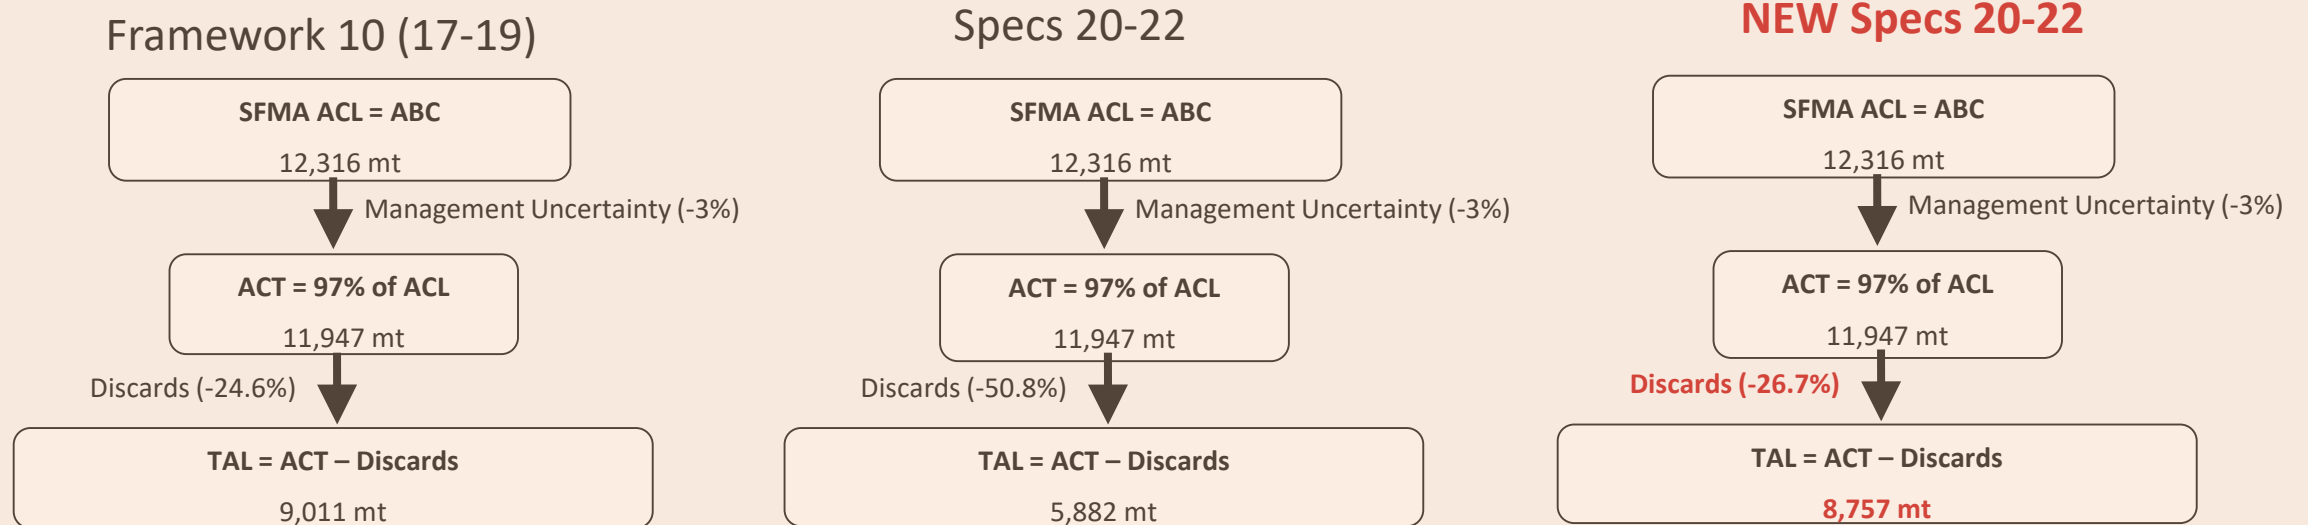 Framework 10 (17-19)
SFMA ACL = ABC
12,316 mt
Management Uncertainty (-3%)
ACT = 97% of ACL
11,947 mt
Discards (-24.6%)
TAL = ACT – Discards
9,011 mt
Specs 20-22
SFMA ACL = ABC
12,316 mt
Management Uncertainty (-3%)
ACT = 97% of ACL
11,947 mt
Discards (-50.8%)
TAL = ACT – Discards
5,882 mt
NEW Specs 20-22
SFMA ACL = ABC
12,316 mt
Management Uncertainty (-3%)
ACT = 97% of ACL
11,947 mt
Discards (-26.7%)
TAL = ACT – Discards
8,757 mt